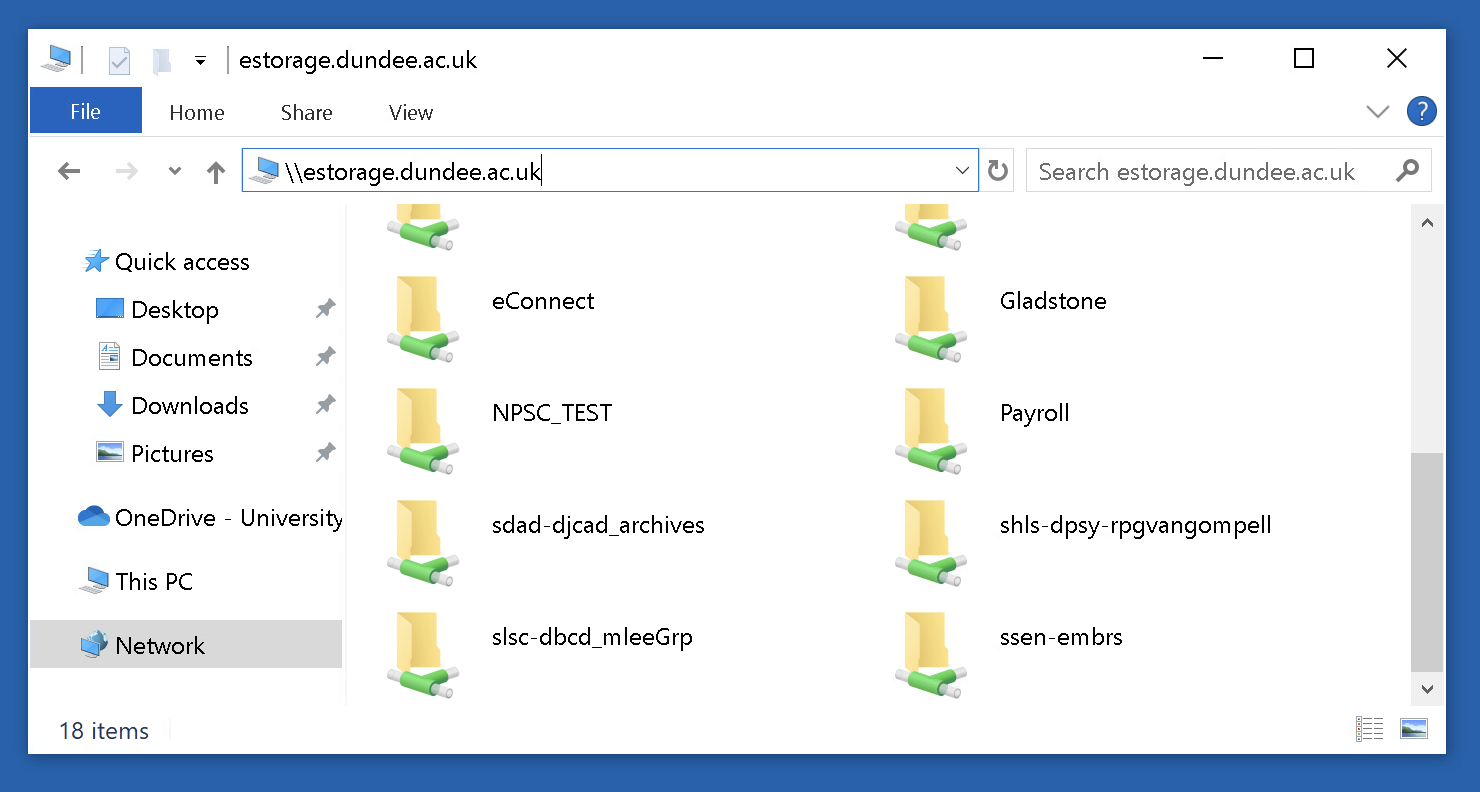 estorage.dundee.ac.uk
File Home Share View ?
\\estorage.dundee.ac.uk
Search estorage.dundee.ac.uk
Quick access
Desktop
Documents
Downloads
Pictures
OneDrive - University
This PC
Network
eConnect Gladstone
NPSC_TEST Payroll
sdad-djcad_archives shls-dpsy-rpgvangompell
slsc-dbcd_mleeGrp ssen-embrs
18 items